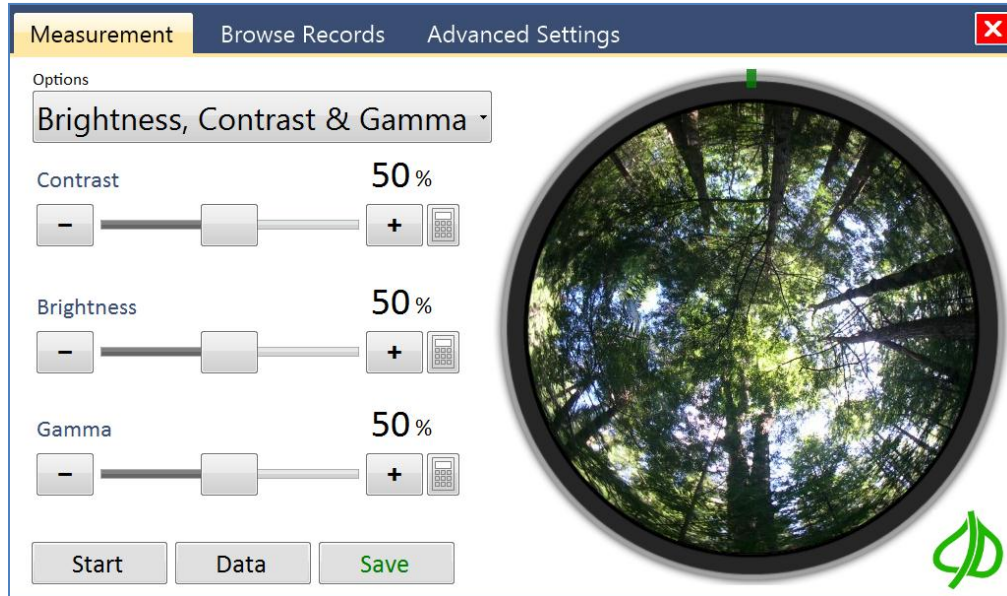 Measurement Browse Records Advanced Settings
Options
Brightness, Contrast & Gamma
Contrast 50 %
Brightness 50 %
Gamma 50 %
Start Data Save